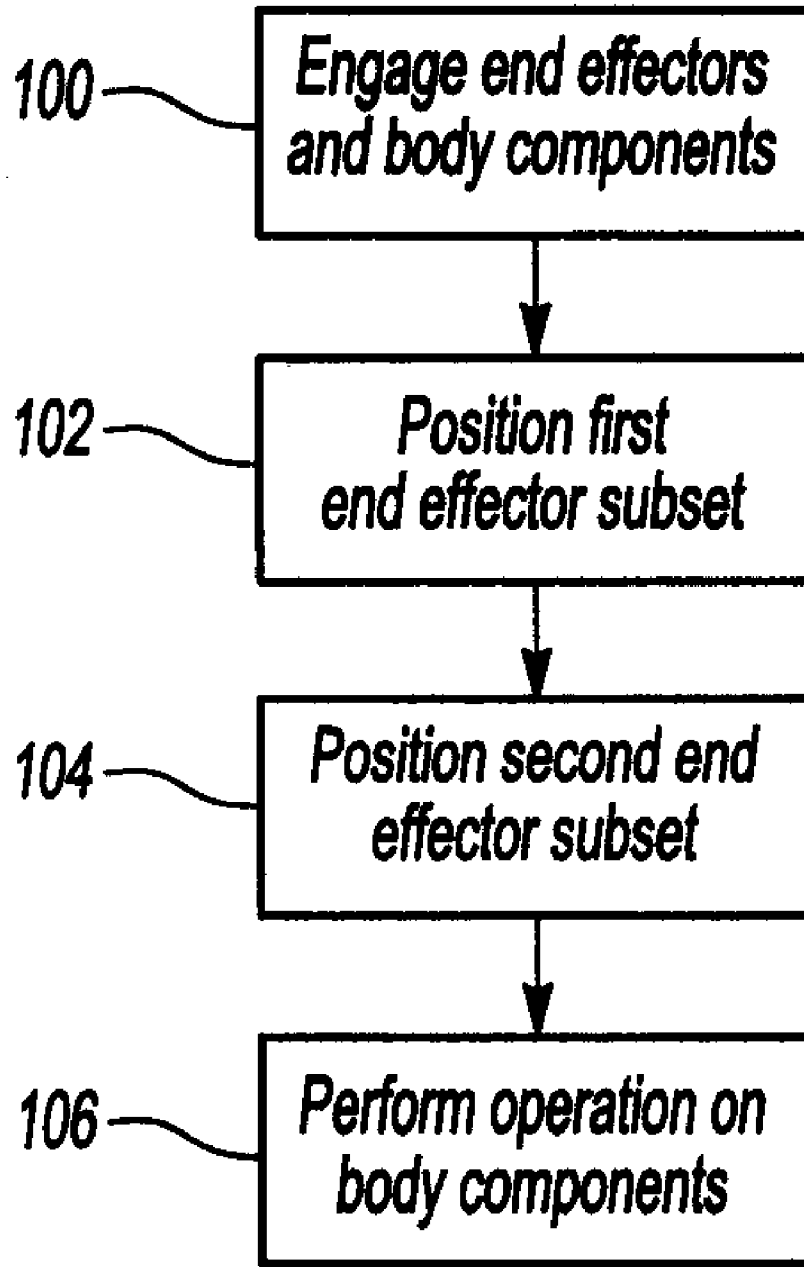 100
Engage end effectors
and body components
102
Position first
end effector subset
104
Position second end
effector subset
106
Perform operation on
body components